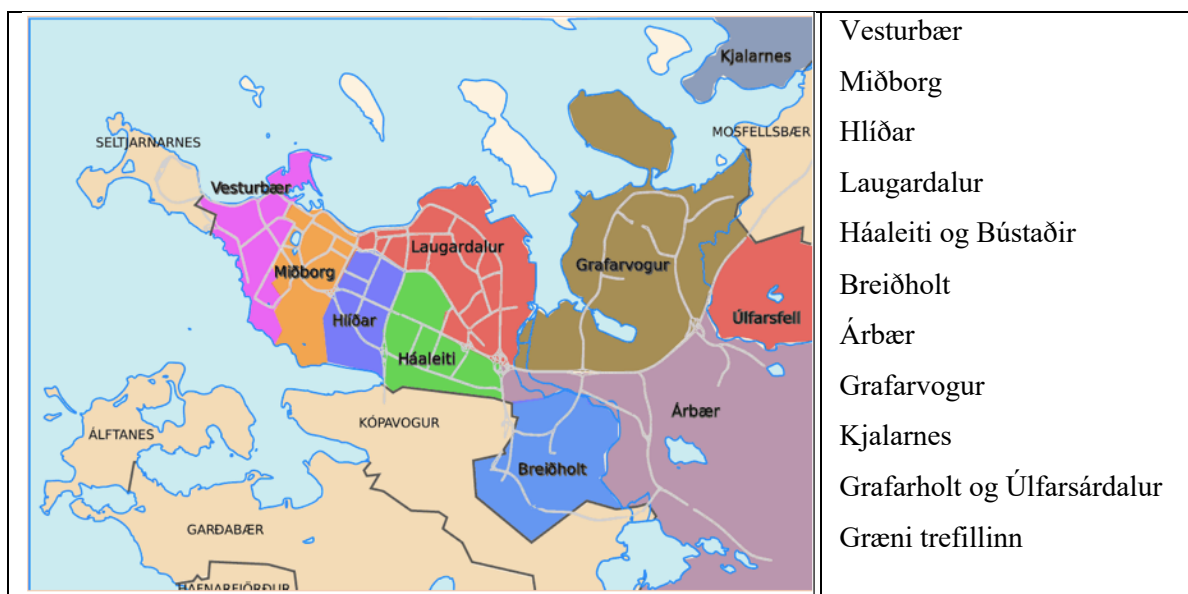 Kjalarnes
MOSFELLSBÆR
SELTJARNARNES
Vesturbær
Laugardalur
Miðborg
Grafarvogur
Hlíðar
Úlfarsfell
Háaleiti
Árbær
KÓPAVOGUR
ÁLFTANES
Breiðholt
GARÐABÆR
HAFNARFJÖRÐUR
Vesturbær
Miðborg
Hlíðar
Laugardalur
Háaleiti og Bústaðir
Breiðholt
Árbær
Grafarvogur
Kjalarnes
Grafarholt og Úlfarsárdalur
Græni trefillinn